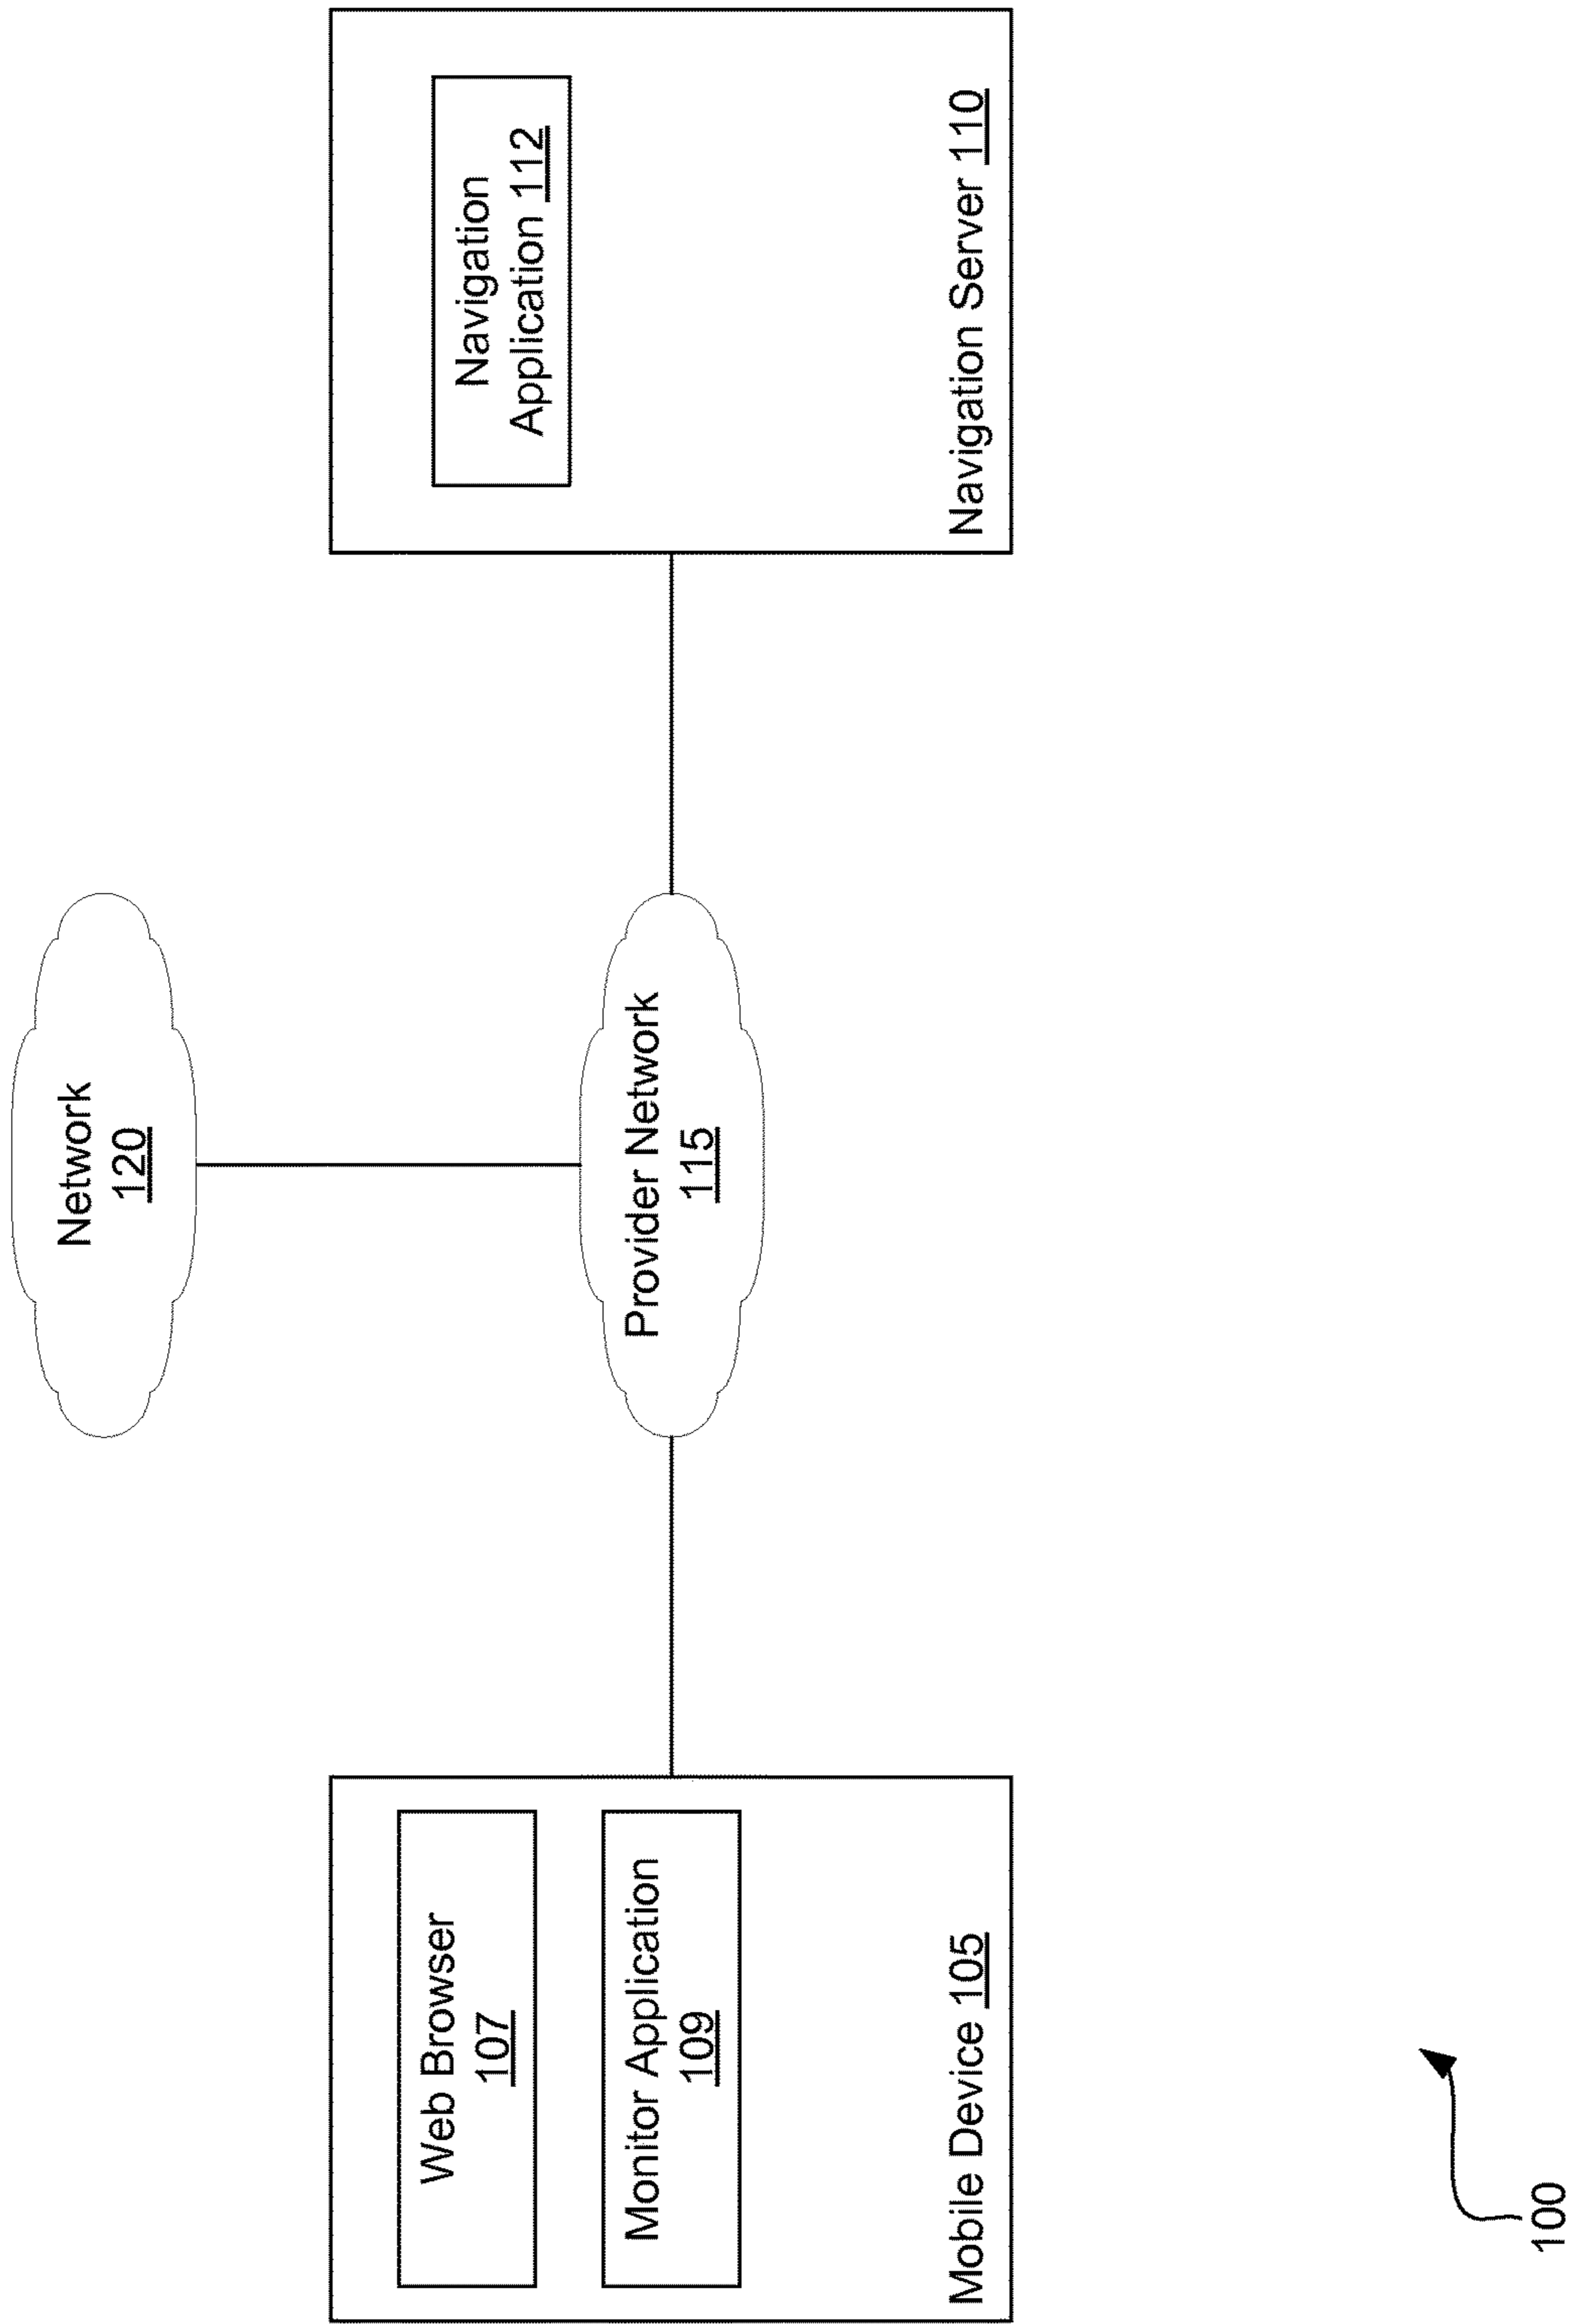 Network
120
Web Browser
107
Monitor Application
109
Mobile Device 105
Provider Network
115
Navigation
Application 112
Navigation Server 110
100